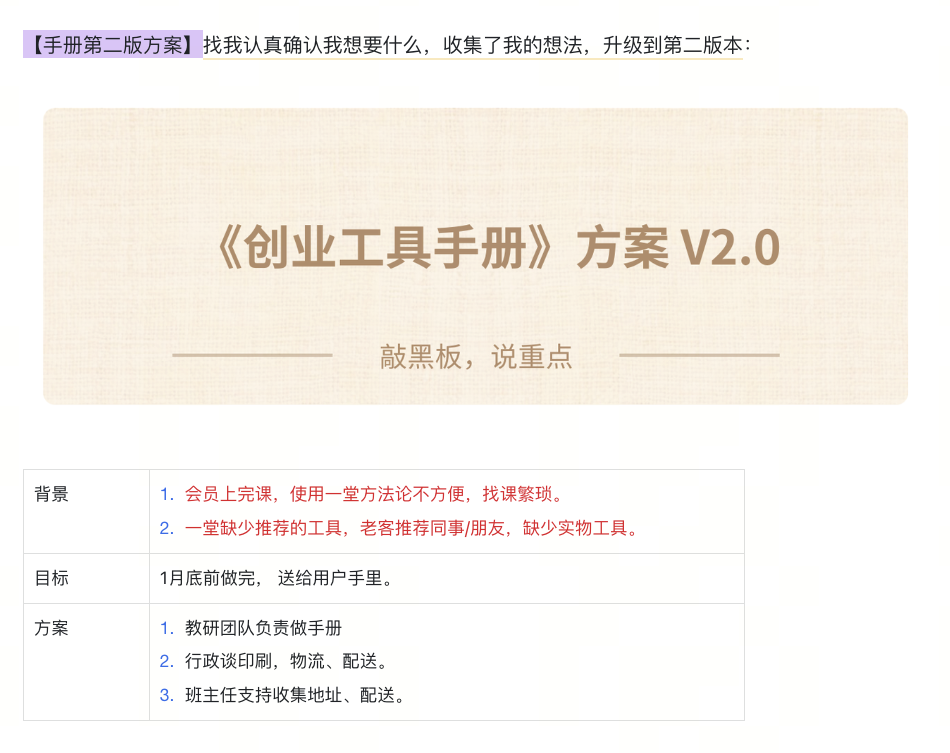 【手册第二版方案】找我认真确认我想要什么，收集了我的想法，升级到第二版本：
《创业工具手册》方案 V2.0
敲黑板，说重点
背景
1. 会员上完课，使用一堂方法论不方便，找课繁琐。
2. 一堂缺少推荐的工具，老客推荐同事/朋友，缺少实物工具。
目标
1月底前做完， 送给用户手里。
方案
1. 教研团队负责做手册
2. 行政谈印刷，物流、配送。
3. 班主任支持收集地址、配送。